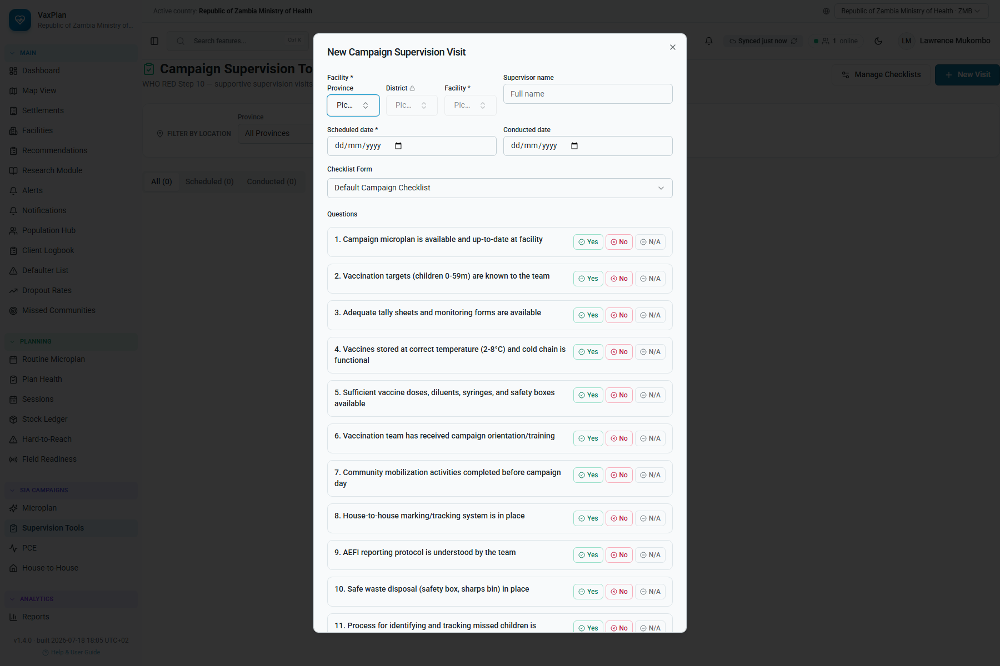 VaxPlan
Republic of Zambia Ministry of...
Active country: Republic of Zambia Ministry of Health
Republic of Zambia Ministry of Health · ZMB
Search features...
Ctrl K
Synced just now
1 online
LM
Lawrence Mukombo
MAIN
Dashboard
Map View
Settlements
Facilities
Recommendations
Research Module
Alerts
Notifications
Population Hub
Client Logbook
Defaulter List
Dropout Rates
Missed Communities
PLANNING
Routine Microplan
Plan Health
Sessions
Stock Ledger
Hard-to-Reach
Field Readiness
SIA CAMPAIGNS
Microplan
Supervision Tools
PCE
House-to-House
ANALYTICS
Reports
v1.4.0 · built 2026-07-18 18:05 UTC+02
Help & User Guide
Campaign Supervision To
WHO RED Step 10 — supportive supervision visits
Manage Checklists
New Visit
FILTER BY LOCATION
Province
All Provinces
All (0)
Scheduled (0)
Conducted (0)
New Campaign Supervision Visit
Facility *
Province
Pic...
District
Pic...
Facility *
Pic...
Supervisor name
Full name
Scheduled date *
dd/mm/yyyy
Conducted date
dd/mm/yyyy
Checklist Form
Default Campaign Checklist
Questions
1. Campaign microplan is available and up-to-date at facility
Yes No N/A
2. Vaccination targets (children 0-59m) are known to the team
Yes No N/A
3. Adequate tally sheets and monitoring forms are available
Yes No N/A
4. Vaccines stored at correct temperature (2-8°C) and cold chain is
functional
Yes No N/A
5. Sufficient vaccine doses, diluents, syringes, and safety boxes
available
Yes No N/A
6. Vaccination team has received campaign orientation/training
Yes No N/A
7. Community mobilization activities completed before campaign
day
Yes No N/A
8. House-to-house marking/tracking system is in place
Yes No N/A
9. AEFI reporting protocol is understood by the team
Yes No N/A
10. Safe waste disposal (safety box, sharps bin) in place
Yes No N/A
11. Process for identifying and tracking missed children is
Yes No N/A